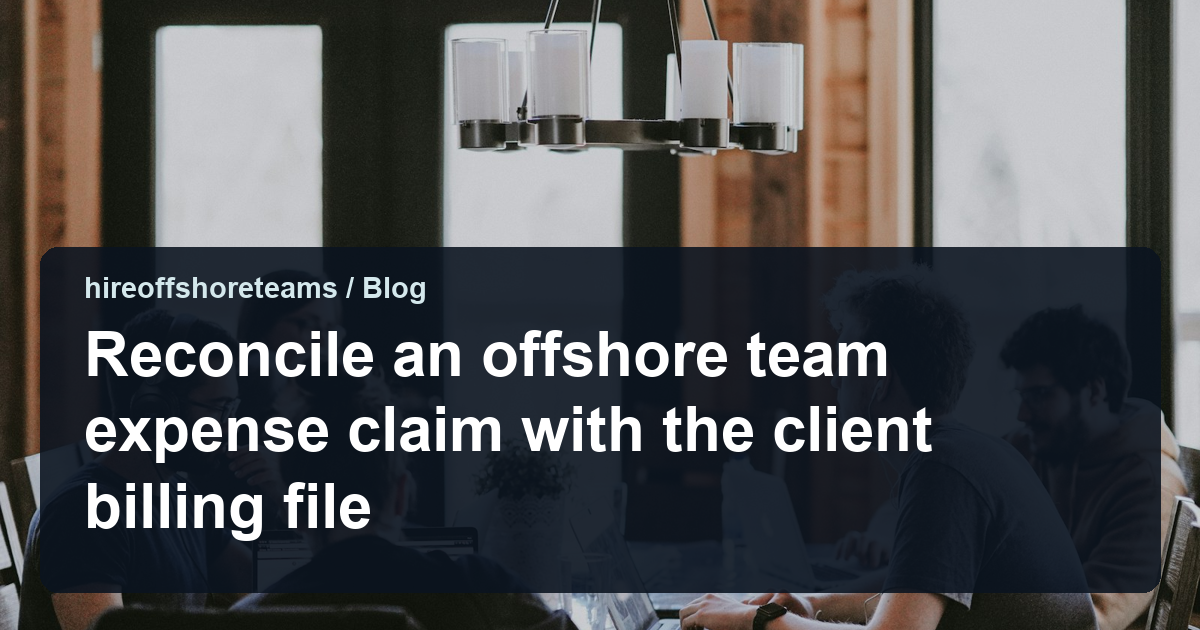 hireoffshoreteams / Blog
Reconcile an offshore team
expense claim with the client
billing file